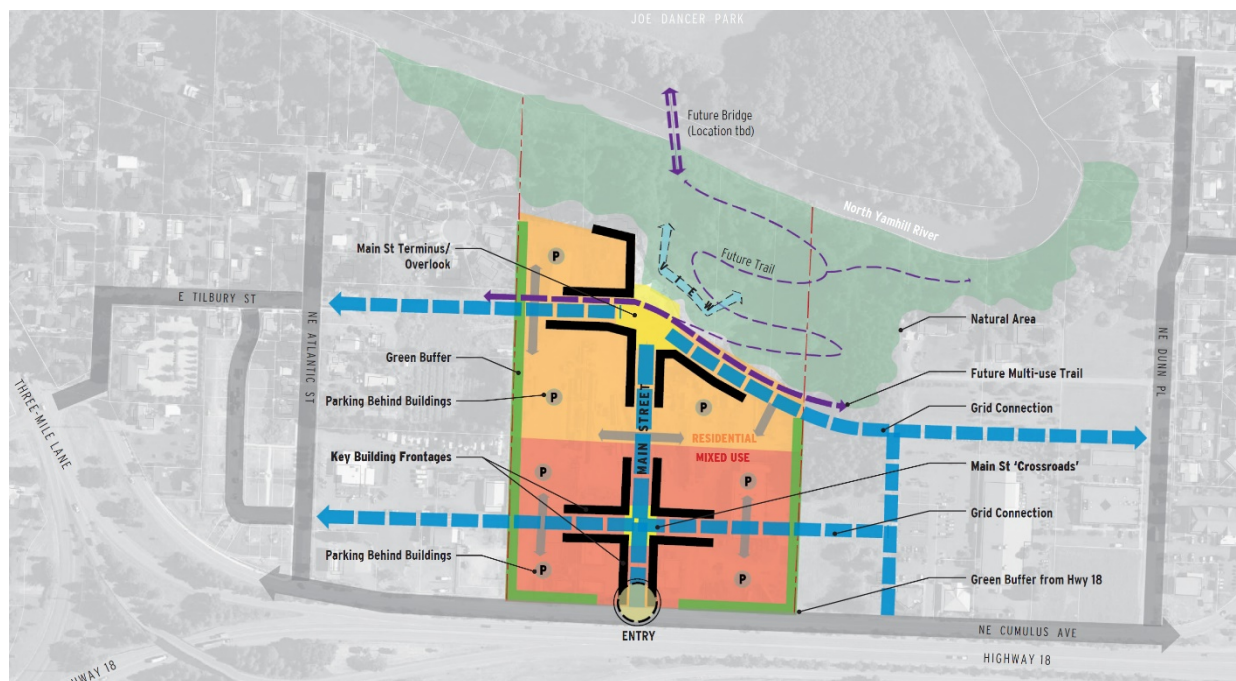 JOE DANCER PARK
Future Bridge
(Location tbd)
North Yamhill River
Main St Terminus/
Overlook
VIEW
Future Trail
P
E TILBURY ST
NE ATLANTIC ST
NE DUNN PL
Natural Area
Green Buffer
Future Multi-use Trail
Parking Behind Buildings
P
P
Grid Connection
MAIN STREET
RESIDENTIAL
MIXED USE
THREE-MILE LANE
Key Building Frontages
Main St 'Crossroads'
P
P
Grid Connection
Parking Behind Buildings
P
P
Green Buffer from Hwy 18
ENTRY
NE CUMULUS AVE
HIGHWAY 18
HWAY 18